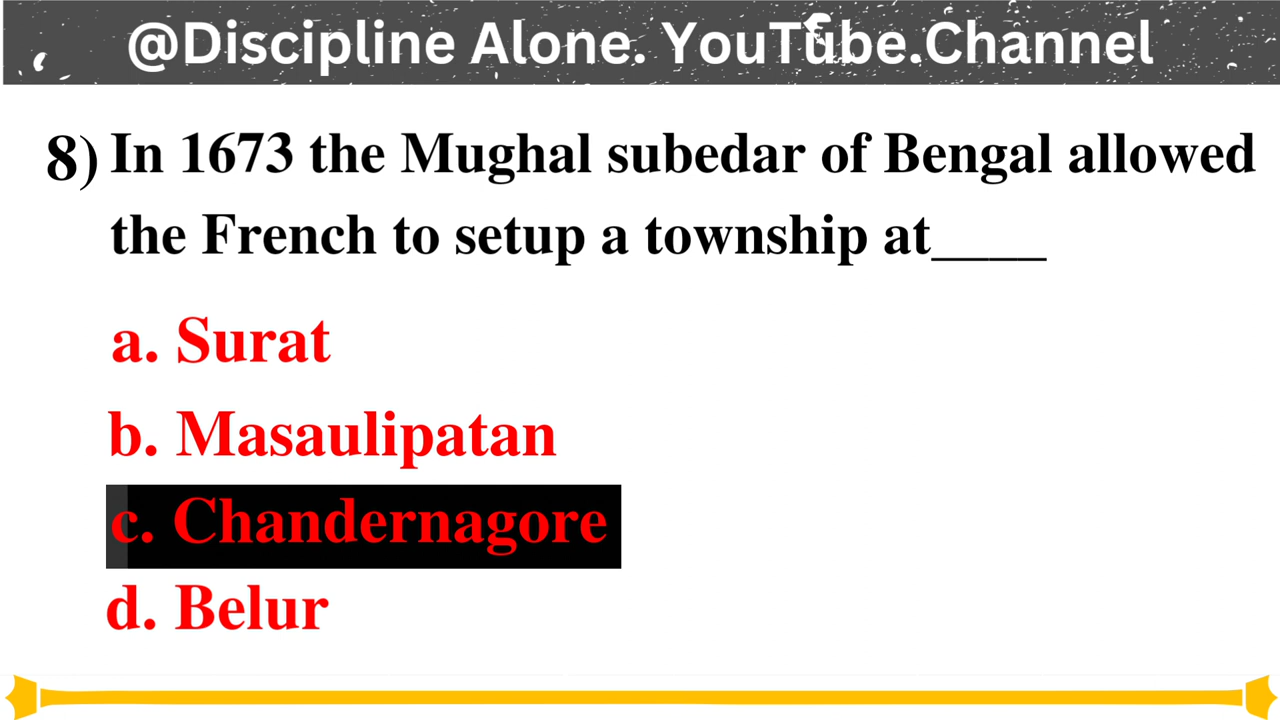 @Discipline Alone. YouTube.Channel
8) In 1673 the Mughal subedar of Bengal allowed
the French to setup a township at____
a. Surat
b. Masaulipatan
c. Chandernagore
d. Belur